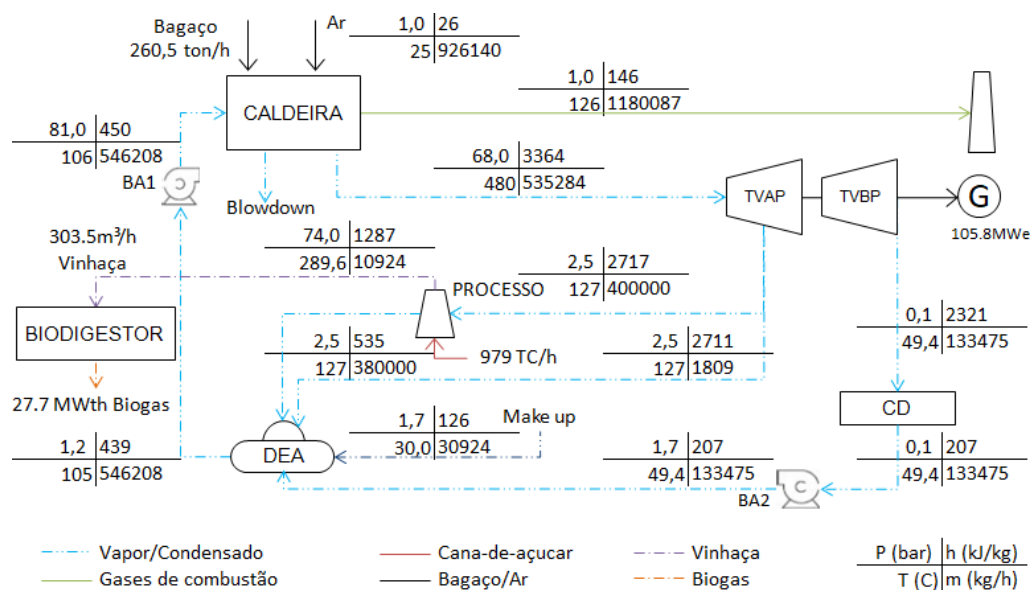 Bagaço
260,5 ton/h
Ar
1,0 26
25 926140
CALDEIRA
1,0 146
126 1180087
81,0 450
106 546208
BA1
68,0 3364
480 535284
TVAP
TVBP
G
105.8MWe
Blowdown
303.5m³/h
Vinhaça
74,0 1287
289,6 10924
2,5 2717
127 400000
PROCESSO
BIODIGESTOR
0,1 2321
49,4 133475
2,5 535
127 380000
979 TC/h
2,5 2711
127 1809
27.7 MWth Biogas
CD
Make up
1,7 126
30,0 30924
DEA
1,2 439
105 546208
1,7 207
49,4 133475
0,1 207
49,4 133475
BA2
C
C
Vapor/Condensado
Cana-de-açucar
Vinhaça
Gases de combustão
Bagaço/Ar
Biogas
P (bar) h (kJ/kg)
T (C) m (kg/h)